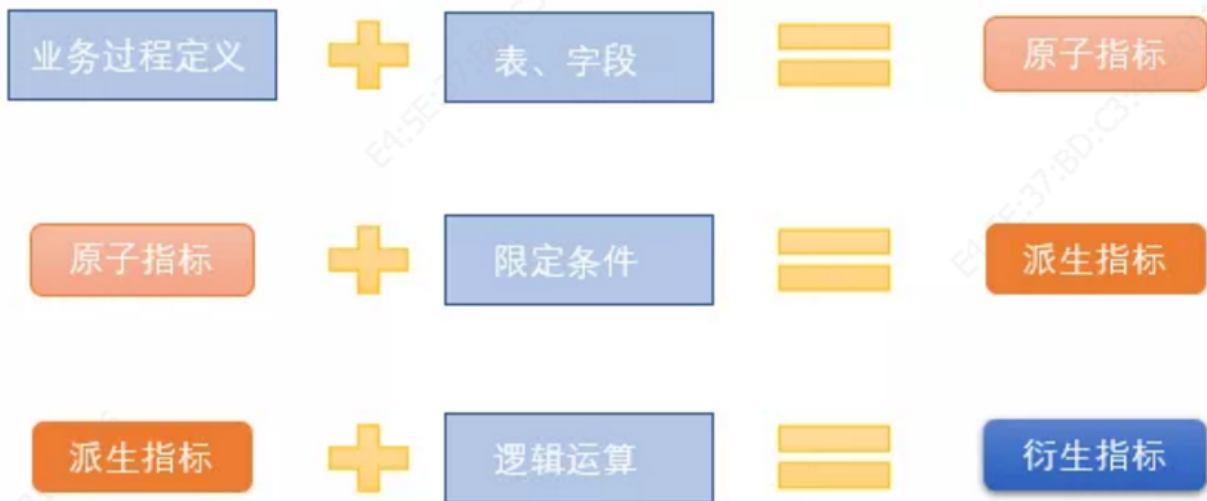 业务过程定义 表、字段 原子指标
原子指标 限定条件 派生指标
派生指标 逻辑运算 衍生指标